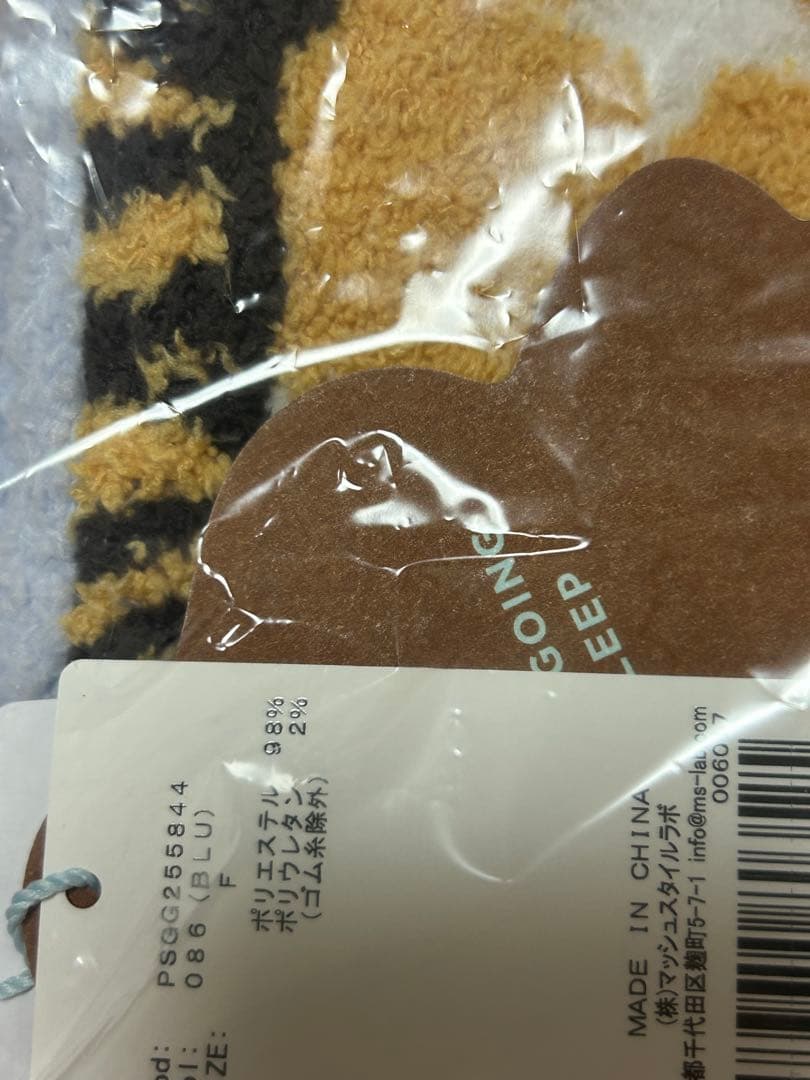 GOING
LEEP
od: PSGG255844
ol: 086 (BLU)
ZE: F
ポリエステル 98%
ポリウレタン 2%
(ゴム糸除外)
MADE IN CHINA
(株)マッシュスタイルラボ
都千代田区麹町5-7-1 info@ms-lab.com